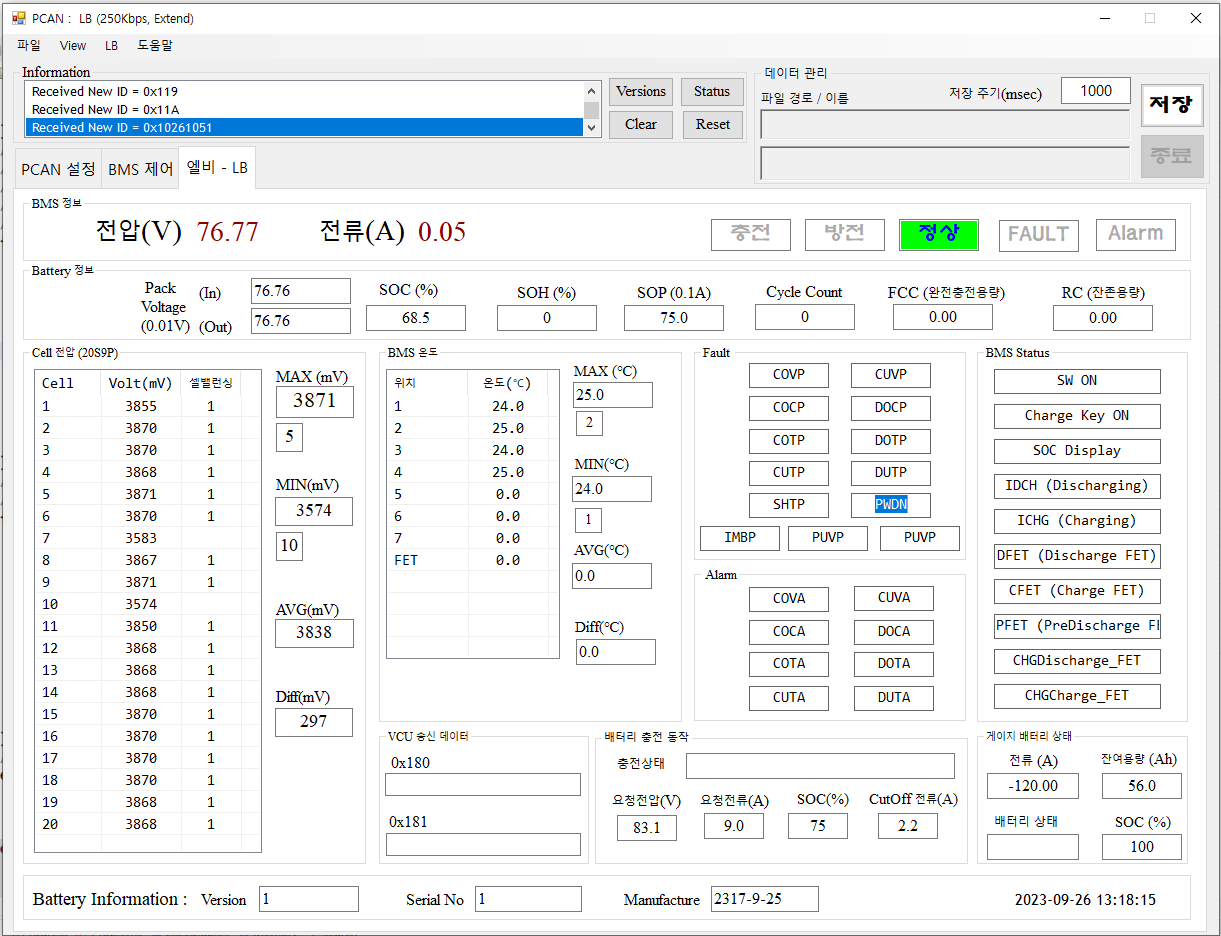 PCAN : LB (250Kbps, Extend)
파일 View LB 도움말
Information
Received New ID = 0x119
Received New ID = 0x11A
Received New ID = 0x10261051
Versions Status
Clear Reset
데이터 관리
파일 경로 / 이름 저장 주기(msec) 1000
저장
종료
PCAN 설정 BMS 제어 엘비 - LB
BMS 정보
전압(V) 76.77 전류(A) 0.05 충전 방전 정상 FAULT Alarm
Battery 정보
Pack Voltage (0.01V)
(In) 76.76
(Out) 76.76
SOC (%) 68.5
SOH (%) 0
SOP (0.1A) 75.0
Cycle Count 0
FCC (완전충전용량) 0.00
RC (잔존용량) 0.00
Cell 전압 (20S9P)
Cell Volt(mV) 셀밸런싱
1 3855 1
2 3870 1
3 3870 1
4 3868 1
5 3871 1
6 3870 1
7 3583
8 3867 1
9 3871 1
10 3574
11 3850 1
12 3868 1
13 3868 1
14 3868 1
15 3870 1
16 3870 1
17 3870 1
18 3870 1
19 3868 1
20 3868 1
MAX (mV)
3871
5
MIN(mV)
3574
10
AVG(mV)
3838
Diff(mV)
297
BMS 온도
위치 온도(℃)
1 24.0
2 25.0
3 24.0
4 25.0
5 0.0
6 0.0
7 0.0
FET 0.0
MAX (℃)
25.0
2
MIN(℃)
24.0
1
AVG(℃)
0.0
Diff(℃)
0.0
Fault
COVP CUVP
COCP DOCP
COTP DOTP
CUTP DUTP
SHTP PWDN
IMBP PUVP PUVP
Alarm
COVA CUVA
COCA DOCA
COTA DOTA
CUTA DUTA
BMS Status
SW ON
Charge Key ON
SOC Display
IDCH (Discharging)
ICHG (Charging)
DFET (Discharge FET)
CFET (Charge FET)
PFET (PreDischarge FE
CHGDischarge_FET
CHGCharge_FET
VCU 송신 데이터
0x180
0x181
배터리 충전 동작
충전상태
요청전압(V) 요청전류(A) SOC(%) CutOff 전류(A)
83.1 9.0 75 2.2
게이지 배터리 상태
전류 (A) 잔여용량 (Ah)
-120.00 56.0
배터리 상태 SOC (%)
100
Battery Information : Version 1 Serial No 1 Manufacture 2317-9-25 2023-09-26 13:18:15